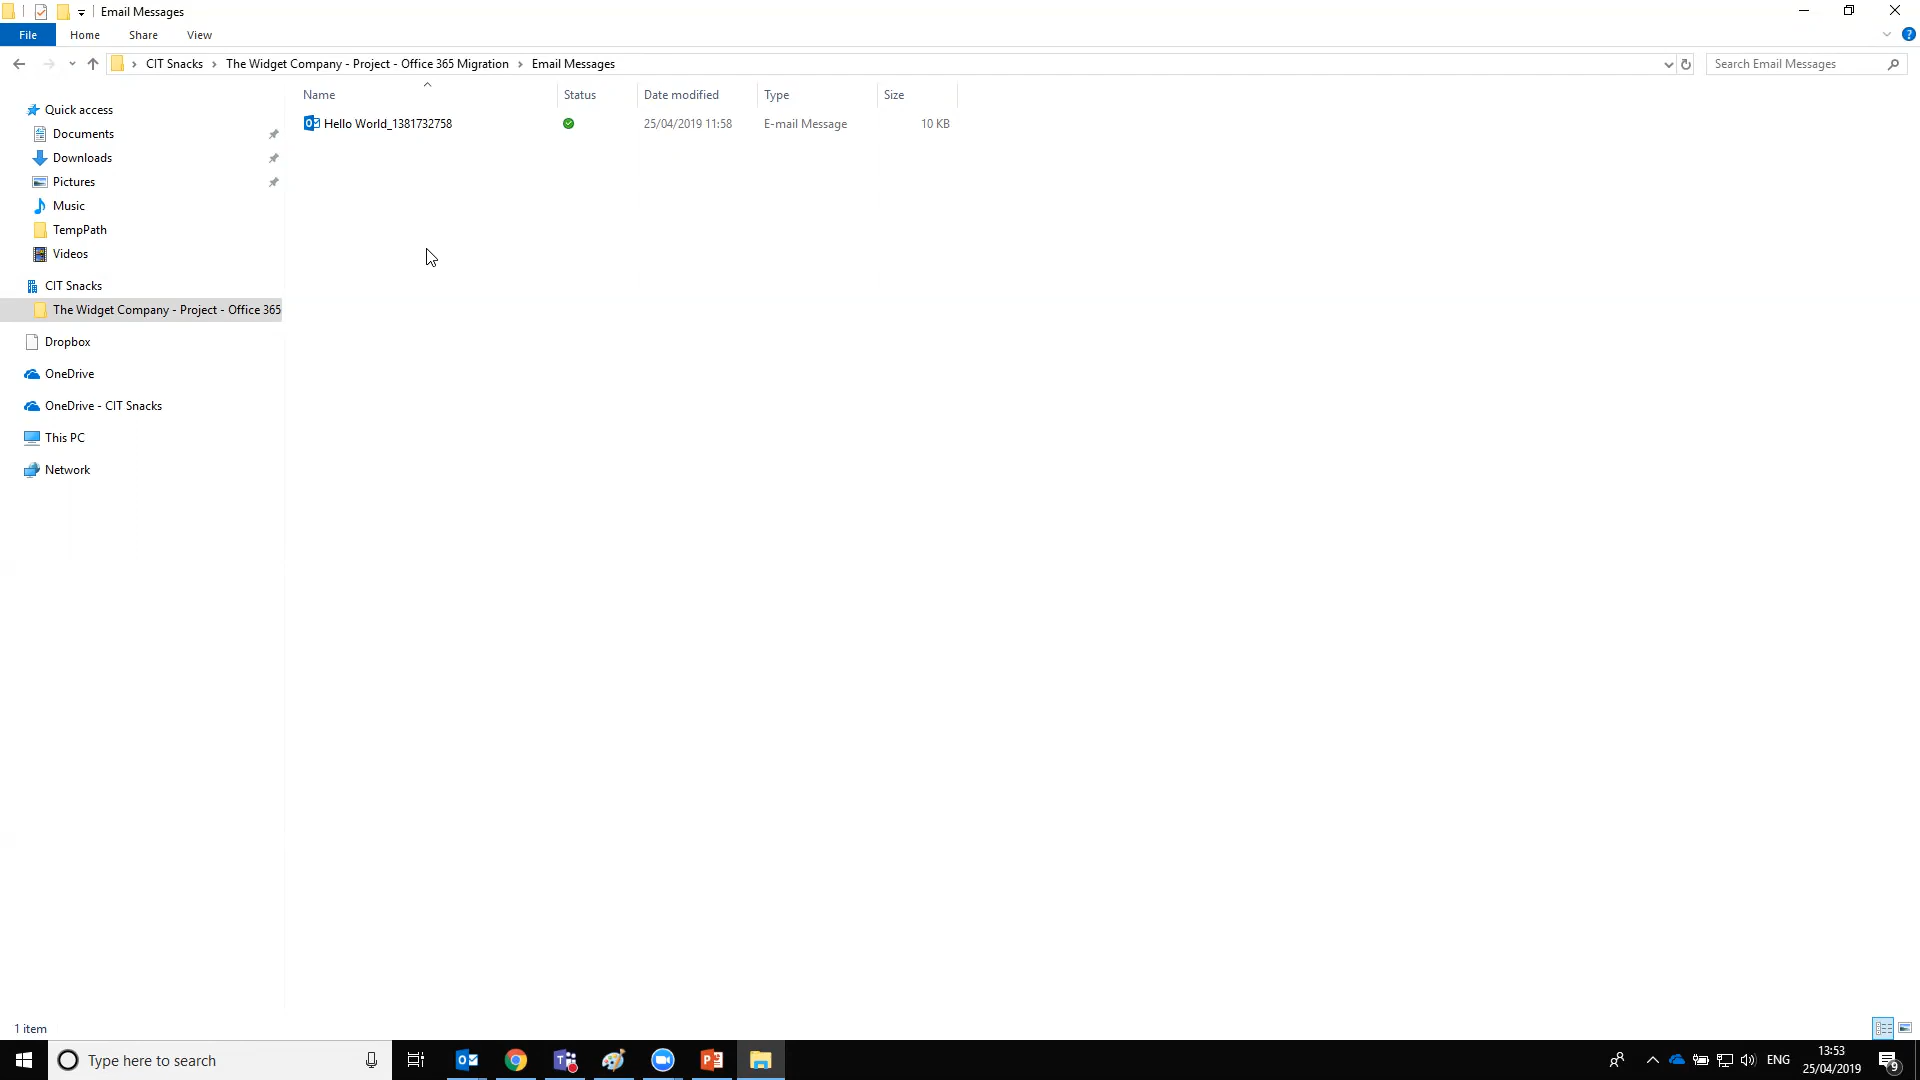 Email Messages
File Home Share View
CIT Snacks The Widget Company - Project - Office 365 Migration Email Messages Search Email Messages
Name Status Date modified Type Size
Hello World_1381732758 25/04/2019 11:58 E-mail Message 10 KB
Quick access
Documents
Downloads
Pictures
Music
TempPath
Videos
CIT Snacks
The Widget Company - Project - Office 365
Dropbox
OneDrive
OneDrive - CIT Snacks
This PC
Network
1 item
Type here to search
ENG
13:53
25/04/2019
9